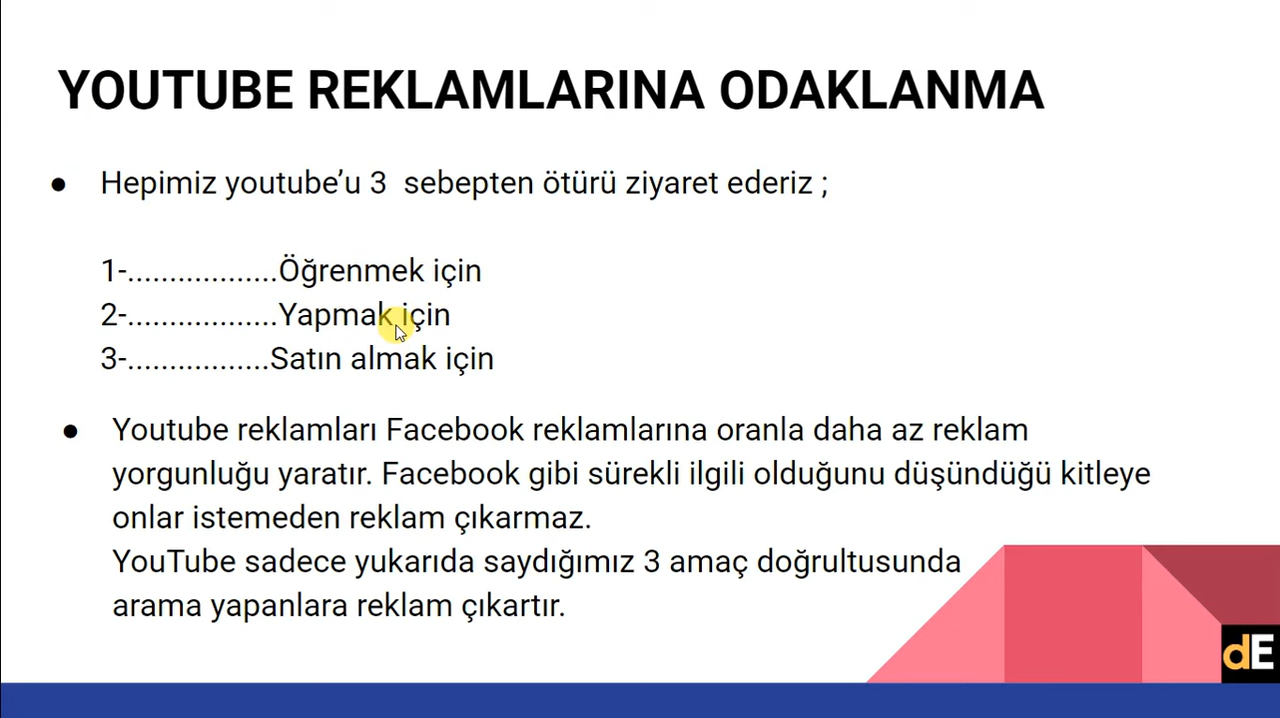 YOUTUBE REKLAMLARINA ODAKLANMA
● Hepimiz youtube’u 3 sebepten ötürü ziyaret ederiz ;
1-..................Öğrenmek için
2-..................Yapmak için
3-.................Satın almak için
● Youtube reklamları Facebook reklamlarına oranla daha az reklam
yorgunluğu yaratır. Facebook gibi sürekli ilgili olduğunu düşündüğü kitleye
onlar istemeden reklam çıkarmaz.
YouTube sadece yukarıda saydığımız 3 amaç doğrultusunda
arama yapanlara reklam çıkartır.
dE